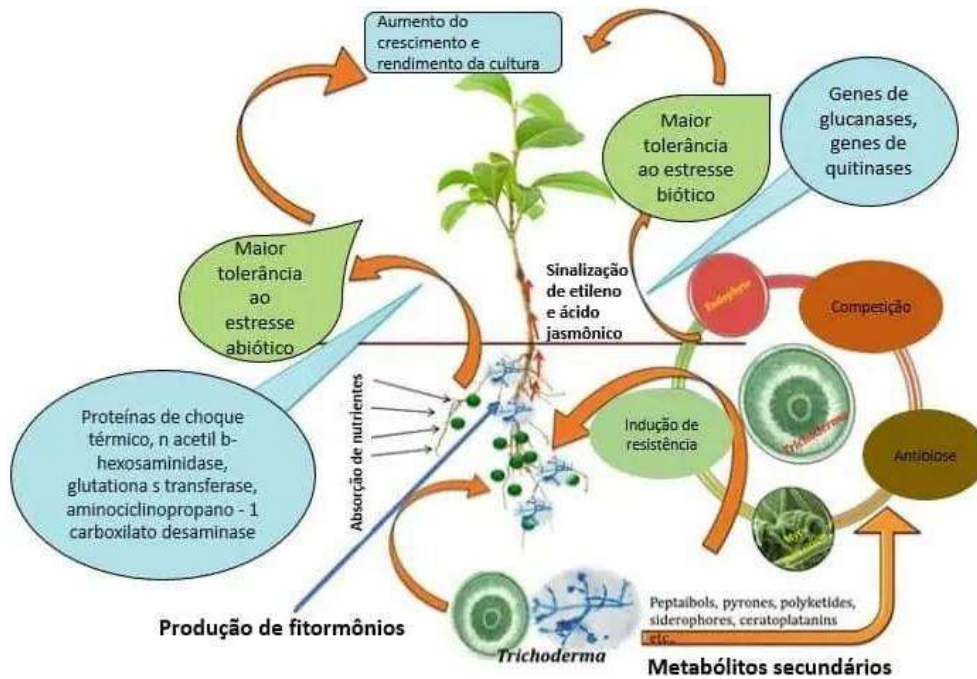 Aumento do
crescimento e
rendimento da cultura
Maior
tolerância
ao estresse
biótico
Genes de
glucanases,
genes de
quitinases
Maior
tolerância
ao
estresse
abiótico
Sinalização
de etileno
e ácido
jasmônico
Endophyte
Competição
Proteínas de choque
térmico, n acetil b-
hexosaminidase,
glutationa s transferase,
aminociclinopropano - 1
carboxilato desaminase
Absorção de nutrientes
Indução de
resistência
Trichoderma
Antibiose
Produção de fitormônios
Trichoderma
Peptaibols, pyrones, polyketides,
siderophores, ceratoplatanins
etc.,
Metabólitos secundários